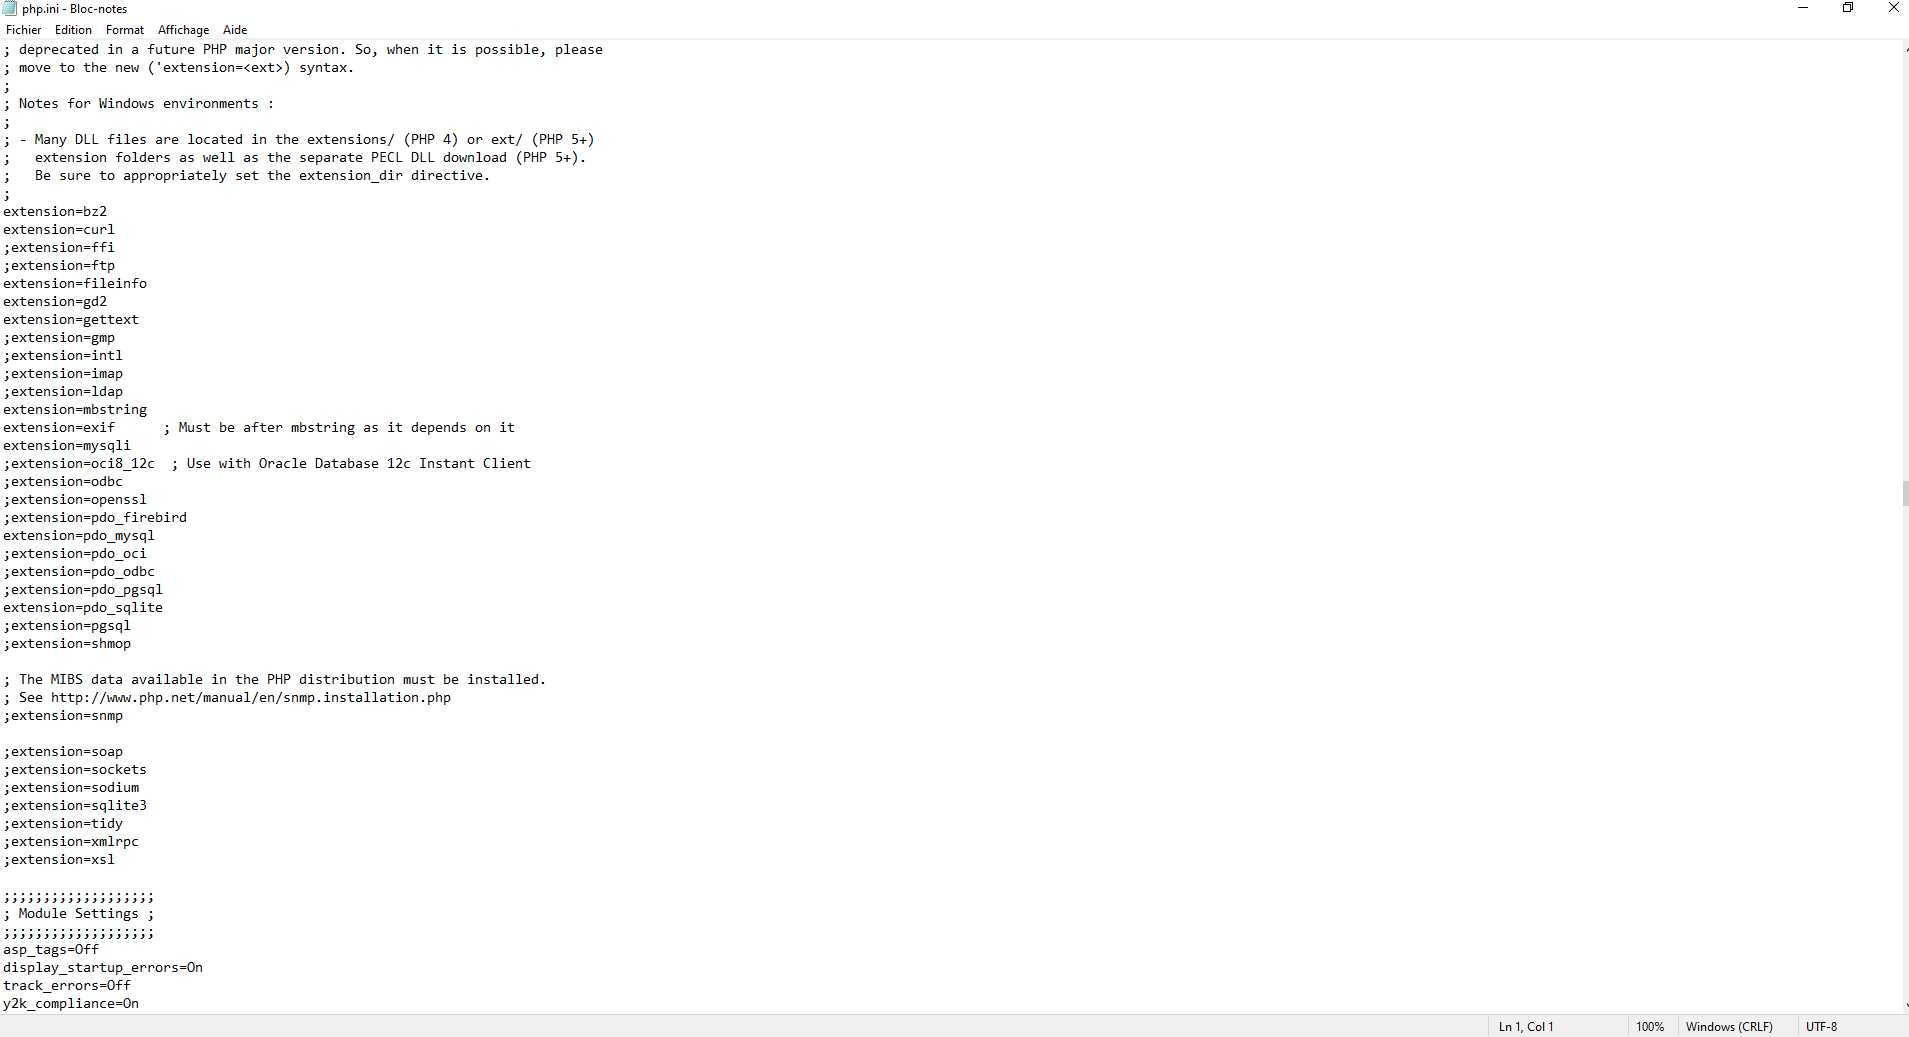 php.ini - Bloc-notes
Fichier Edition Format Affichage Aide
; deprecated in a future PHP major version. So, when it is possible, please
; move to the new ('extension=<ext>) syntax.
;
; Notes for Windows environments :
;
; - Many DLL files are located in the extensions/ (PHP 4) or ext/ (PHP 5+)
;   extension folders as well as the separate PECL DLL download (PHP 5+).
;   Be sure to appropriately set the extension_dir directive.
;
extension=bz2
extension=curl
;extension=ffi
;extension=ftp
extension=fileinfo
extension=gd2
extension=gettext
;extension=gmp
;extension=intl
;extension=imap
;extension=ldap
extension=mbstring
extension=exif      ; Must be after mbstring as it depends on it
extension=mysqli
;extension=oci8_12c  ; Use with Oracle Database 12c Instant Client
;extension=odbc
;extension=openssl
;extension=pdo_firebird
extension=pdo_mysql
;extension=pdo_oci
;extension=pdo_odbc
;extension=pdo_pgsql
extension=pdo_sqlite
;extension=pgsql
;extension=shmop
; The MIBS data available in the PHP distribution must be installed.
; See http://www.php.net/manual/en/snmp.installation.php
;extension=snmp
;extension=soap
;extension=sockets
;extension=sodium
;extension=sqlite3
;extension=tidy
;extension=xmlrpc
;extension=xsl
;;;;;;;;;;;;;;;;;;;
; Module Settings ;
;;;;;;;;;;;;;;;;;;;
asp_tags=Off
display_startup_errors=On
track_errors=Off
y2k_compliance=On
Ln 1, Col 1 100% Windows (CRLF) UTF-8